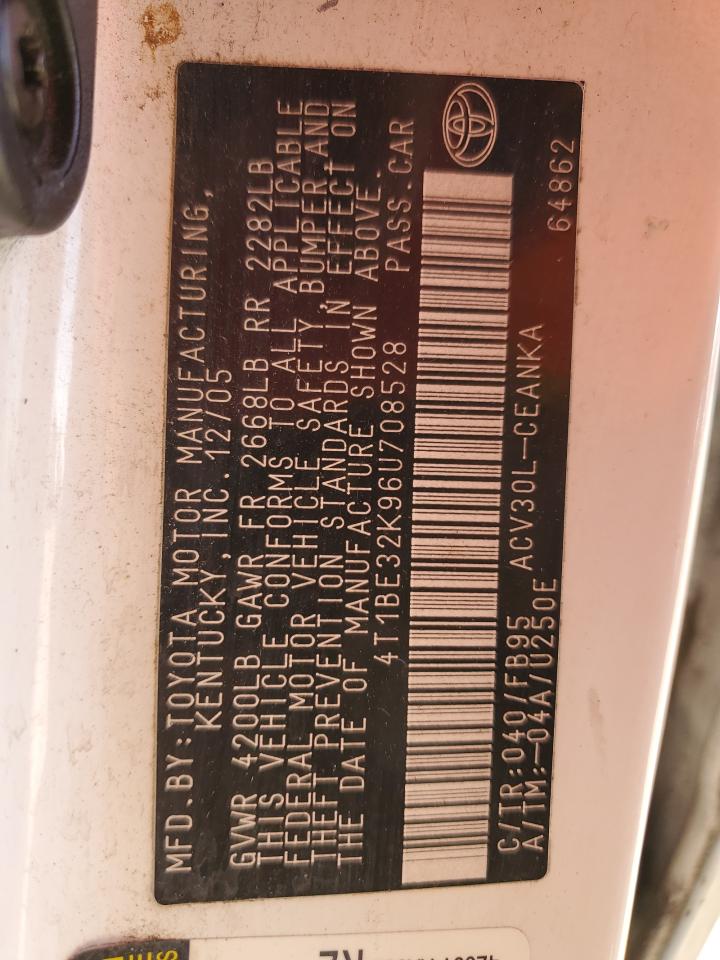 MFD.BY:TOYOTA MOTOR MANUFACTURING,
KENTUCKY,INC.12/05
GVWR 4200LB GAWR FR 2668LB RR 2282LB
THIS VEHICLE CONFORMS TO ALL APPLICABLE
FEDERAL MOTOR VEHICLE SAFETY,BUMPER,AND
THEFT PREVENTION STANDARDS IN EFFECT ON
THE DATE OF MANUFACTURE SHOWN ABOVE.
4T1BE32K96U708528 PASS.CAR
C/TR:040/FB95 ACV30L-CEANKA 64862
A/TM:-04A/U250E